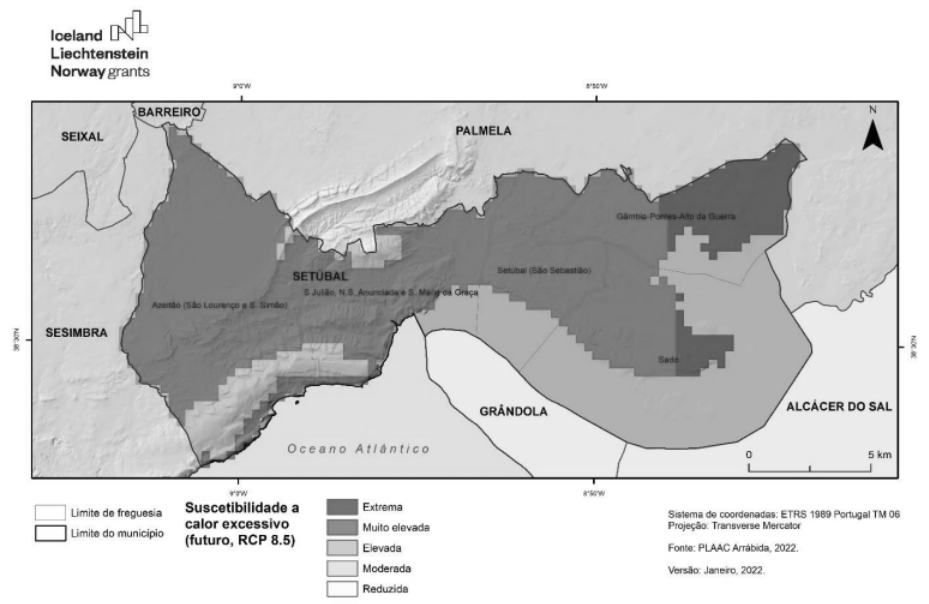 Iceland
Liechtenstein
Norway grants
9°0'W
8°50'W
BARREIRO
SEIXAL
PALMELA
N
Gâmbia-Pontes-Alto da Guerra
SETÚBAL
Setúbal (São Sebastião)
S.Julião, N.S. Anunciada e S. Maria da Graça
Azeitão (São Lourenço e S. Simão)
SESIMBRA
38°30'N
38°30'N
Sado
GRÂNDOLA
ALCÁCER DO SAL
Oceano Atlântico
0
5 km
9°0'W
8°50'W
Limite de freguesia
Limite do município
Suscetibilidade a
calor excessivo
(futuro, RCP 8.5)
Extrema
Muito elevada
Elevada
Moderada
Reduzida
Sistema de coordenadas: ETRS 1989 Portugal TM 06
Projeção: Transverse Mercator
Fonte: PLAAC Arrábida, 2022.
Versão: Janeiro, 2022.